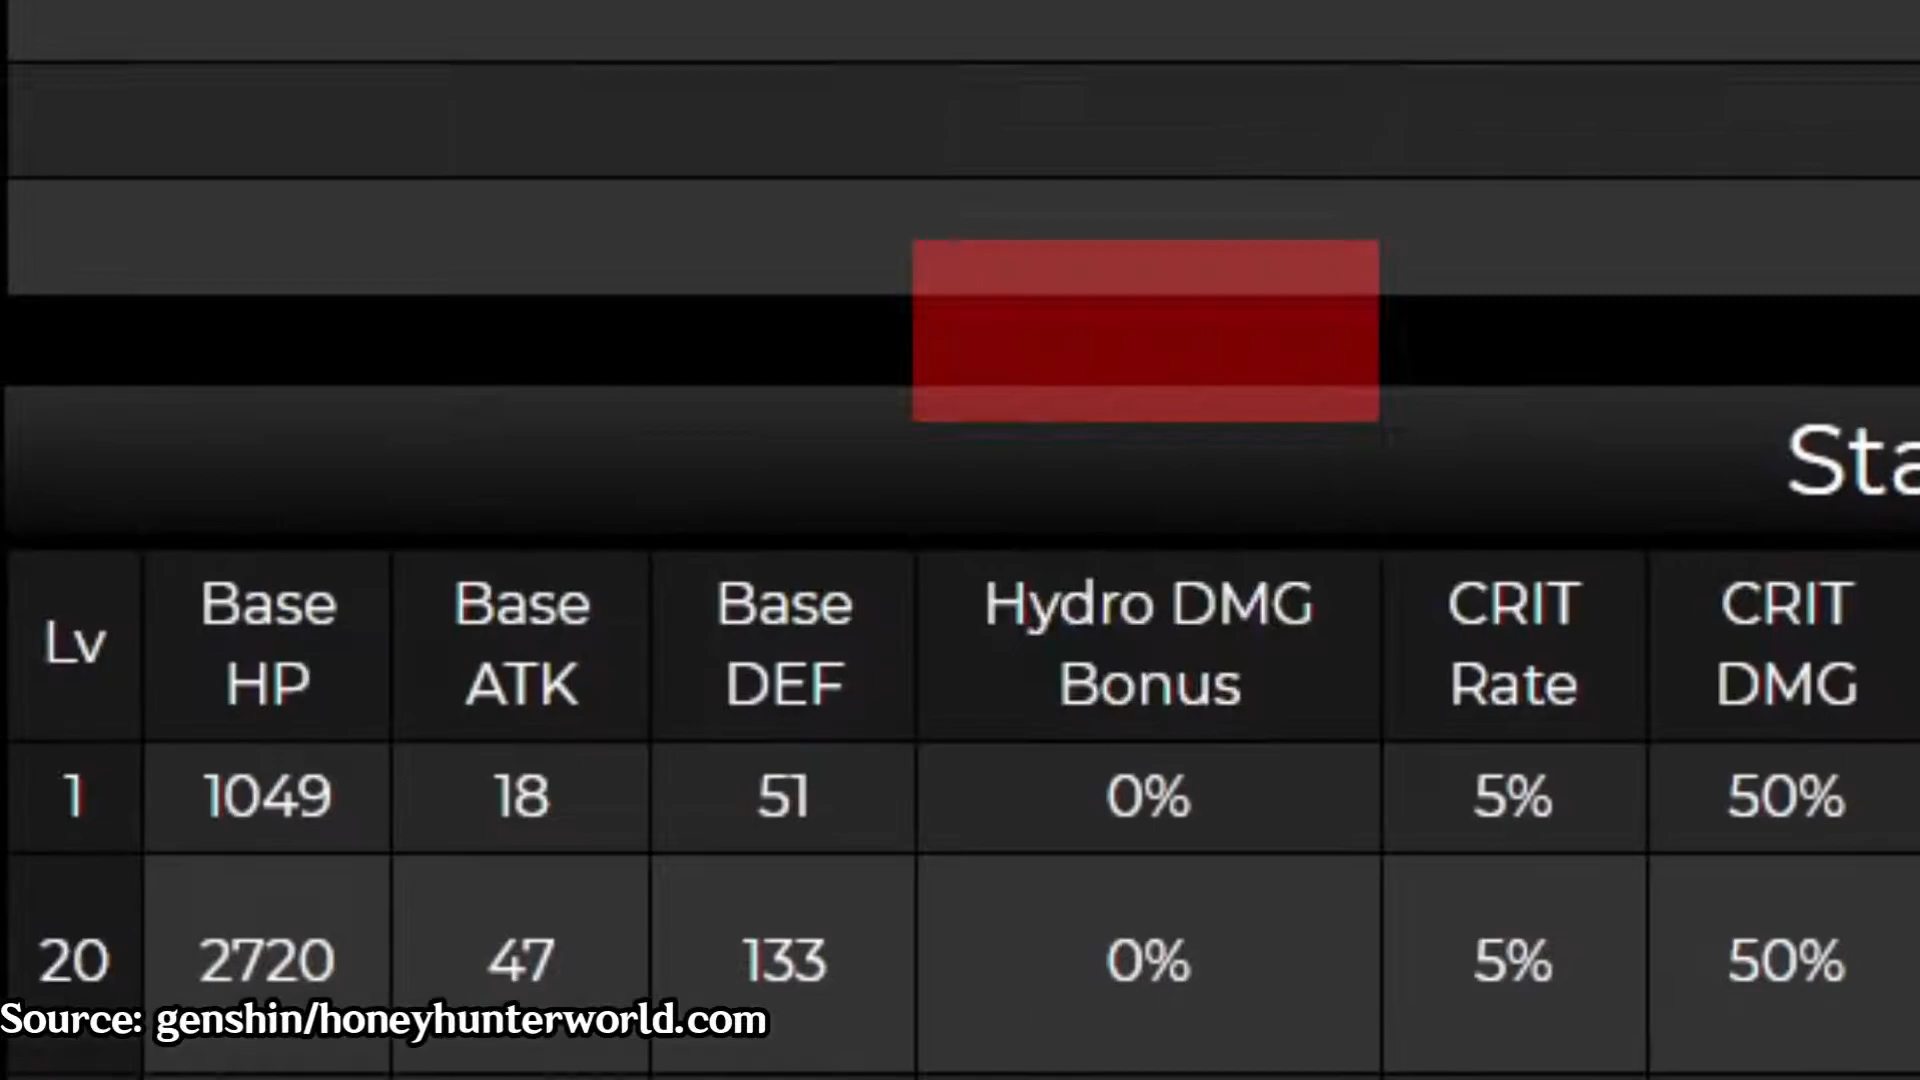 Sta
Lv
Base HP
Base ATK
Base DEF
Hydro DMG Bonus
CRIT Rate
CRIT DMG
1 1049 18 51 0% 5% 50%
20 2720 47 133 0% 5% 50%
Source: genshin/honeyhunterworld.com